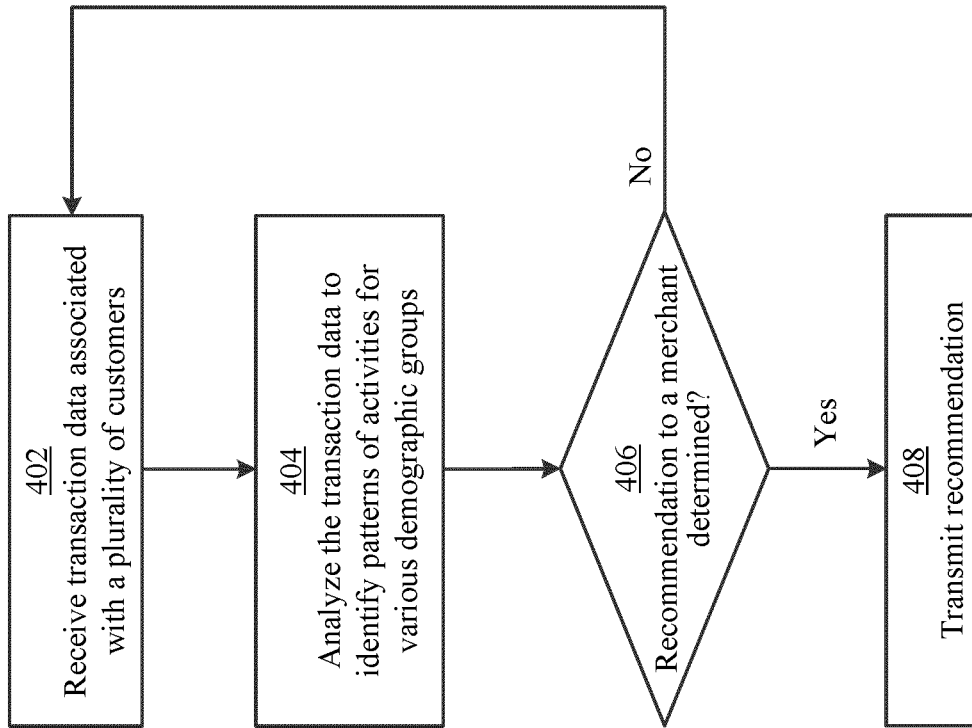 402
Receive transaction data associated
with a plurality of customers
404
Analyze the transaction data to
identify patterns of activities for
various demographic groups
406
Recommendation to a merchant
determined?
No
Yes
408
Transmit recommendation